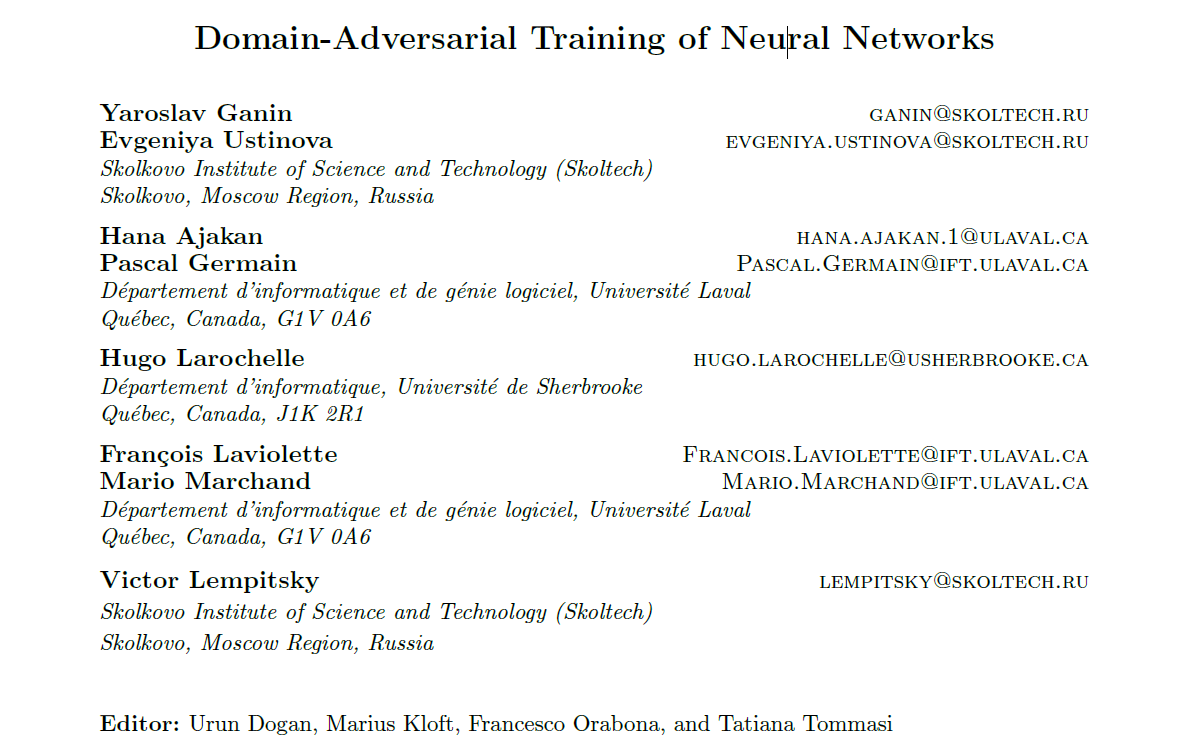 Domain-Adversarial Training of Neural Networks
Yaroslav Ganin GANIN@SKOLTECH.RU
Evgeniya Ustinova EVGENIYA.USTINOVA@SKOLTECH.RU
Skolkovo Institute of Science and Technology (Skoltech)
Skolkovo, Moscow Region, Russia
Hana Ajakan HANA.AJAKAN.1@ULAVAL.CA
Pascal Germain PASCAL.GERMAIN@IFT.ULAVAL.CA
Département d'informatique et de génie logiciel, Université Laval
Québec, Canada, G1V 0A6
Hugo Larochelle HUGO.LAROCHELLE@USHERBROOKE.CA
Département d'informatique, Université de Sherbrooke
Québec, Canada, J1K 2R1
François Laviolette FRANCOIS.LAVIOLETTE@IFT.ULAVAL.CA
Mario Marchand MARIO.MARCHAND@IFT.ULAVAL.CA
Département d'informatique et de génie logiciel, Université Laval
Québec, Canada, G1V 0A6
Victor Lempitsky LEMPITSKY@SKOLTECH.RU
Skolkovo Institute of Science and Technology (Skoltech)
Skolkovo, Moscow Region, Russia
Editor: Urun Dogan, Marius Kloft, Francesco Orabona, and Tatiana Tommasi